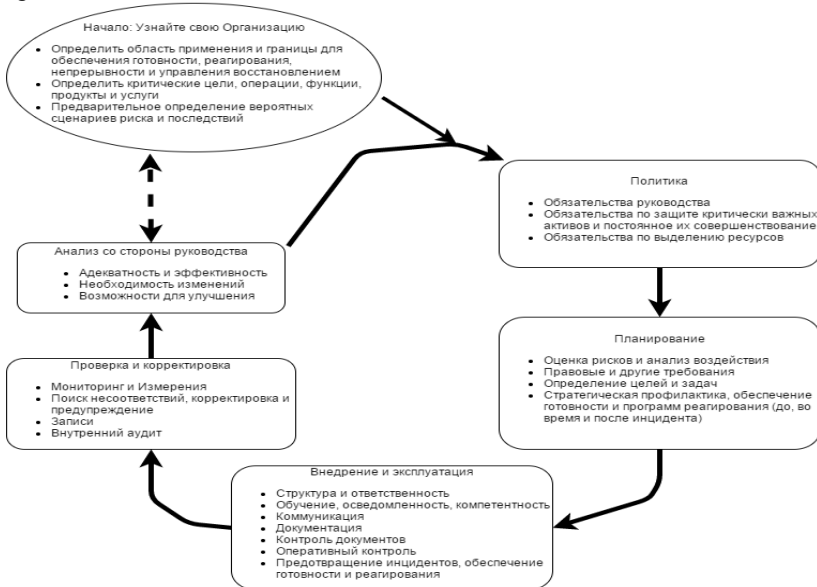 Начало: Узнайте свою Организацию
• Определить область применения и границы для
обеспечения готовности, реагирования,
непрерывности и управления восстановлением
• Определить критические цели, операции, функции,
продукты и услуги
• Предварительное определение вероятных
сценариев риска и последствий
Политика
• Обязательства руководства
• Обязательства по защите критически важных
активов и постоянное их совершенствование
• Обязательства по выделению ресурсов
Планирование
• Оценка рисков и анализ воздействия
• Правовые и другие требования
• Определение целей и задач
• Стратегическая профилактика, обеспечение
готовности и программ реагирования (до, во
время и после инцидента)
Внедрение и эксплуатация
• Структура и ответственность
• Обучение, осведомленность, компетентность
• Коммуникация
• Документация
• Контроль документов
• Оперативный контроль
• Предотвращение инцидентов, обеспечение
готовности и реагирования
Проверка и корректировка
• Мониторинг и Измерения
• Поиск несоответствий, корректировка и
предупреждение
• Записи
• Внутренний аудит
Анализ со стороны руководства
• Адекватность и эффективность
• Необходимость изменений
• Возможности для улучшения